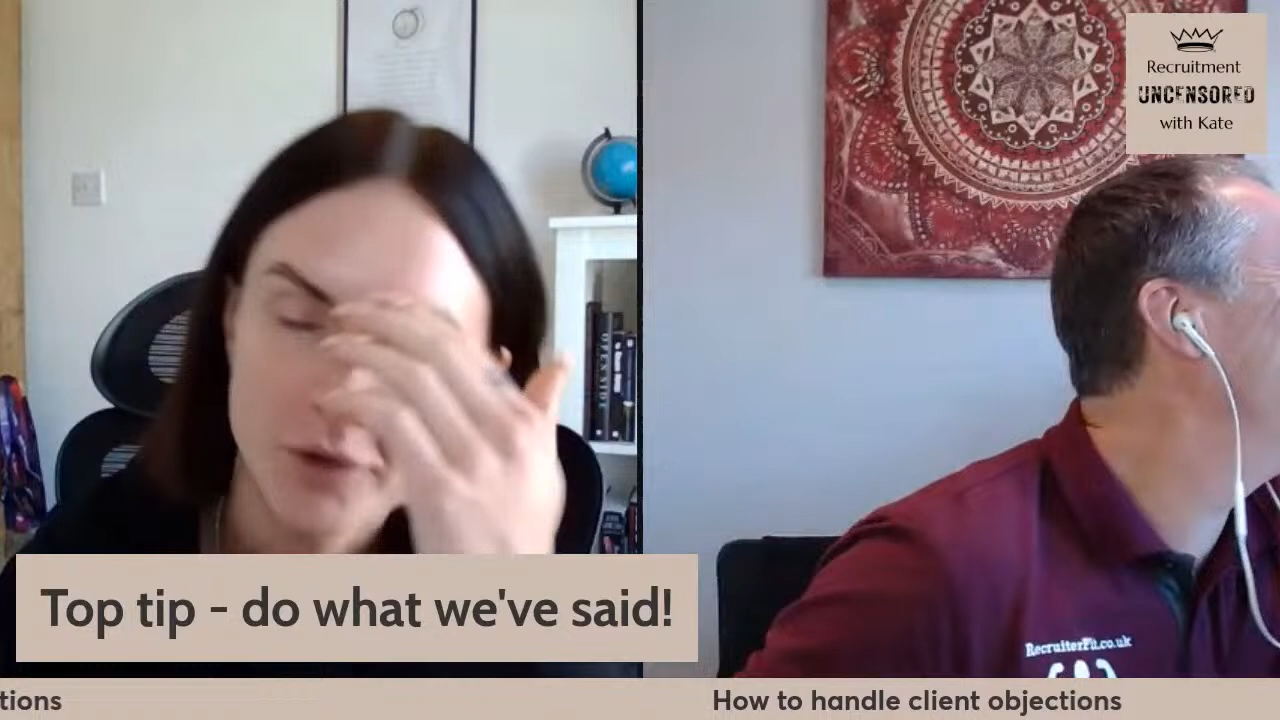 Recruitment
UNCENSORED
with Kate
RecruiterFit.co.uk
Top tip - do what we've said!
tions
How to handle client objections